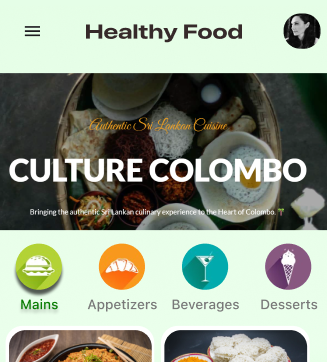 Healthy Food
Authentic Sri Lankan Cuisine
CULTURE COLOMBO
Bringing the authentic Sri Lankan culinary experience to the Heart of Colombo.🌴
Mains Appetizers Beverages Desserts